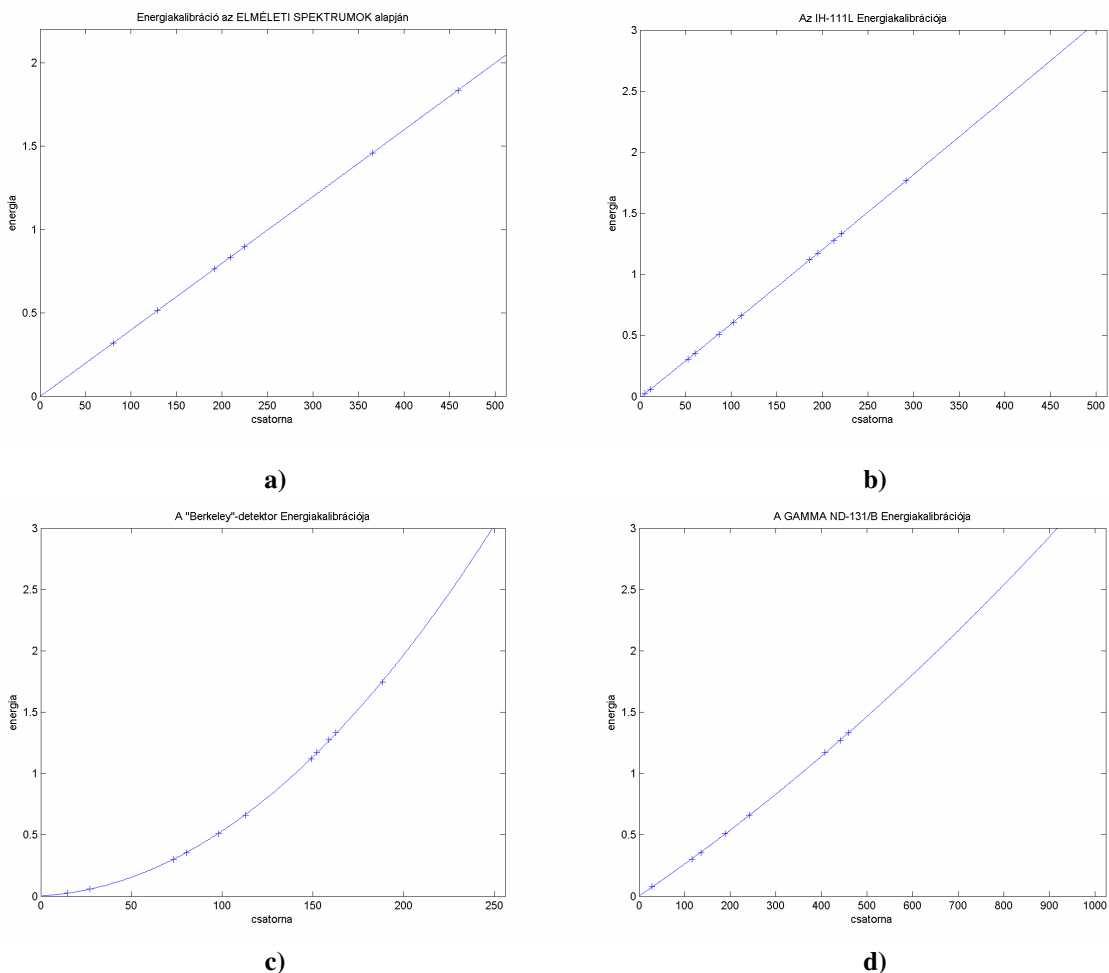 Energiakalibráció az ELMÉLETI SPEKTRUMOK alapján
energia
2
1.5
1
0.5
0
0 50 100 150 200 250 300 350 400 450 500
csatorna
a)
Az IH-111L Energiakalibrációja
energia
3
2.5
2
1.5
1
0.5
0
0 50 100 150 200 250 300 350 400 450 500
csatorna
b)
A "Berkeley"-detektor Energiakalibrációja
energia
3
2.5
2
1.5
1
0.5
0
0 50 100 150 200 250
csatorna
c)
A GAMMA ND-131/B Energiakalibrációja
energia
3
2.5
2
1.5
1
0.5
0
0 100 200 300 400 500 600 700 800 900 1000
csatorna
d)